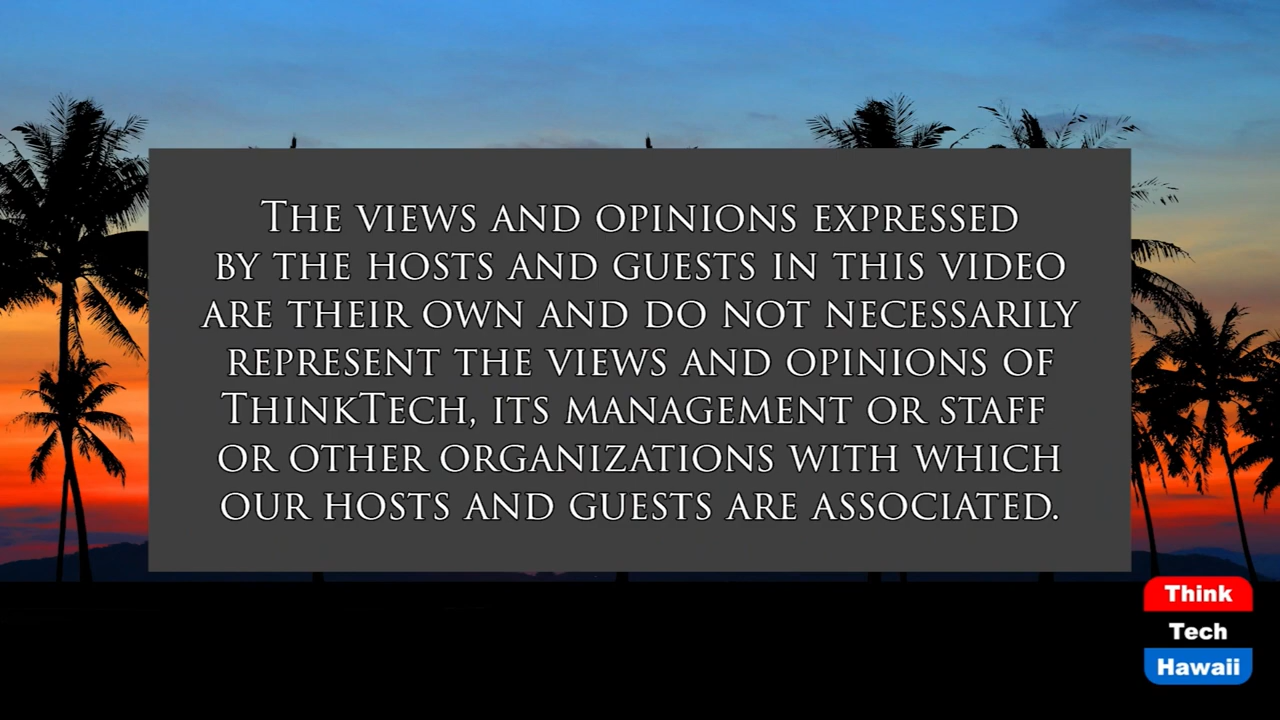 The views and opinions expressed
by the hosts and guests in this video
are their own and do not necessarily
represent the views and opinions of
ThinkTech, its management or staff
or other organizations with which
our hosts and guests are associated.
Think
Tech
Hawaii